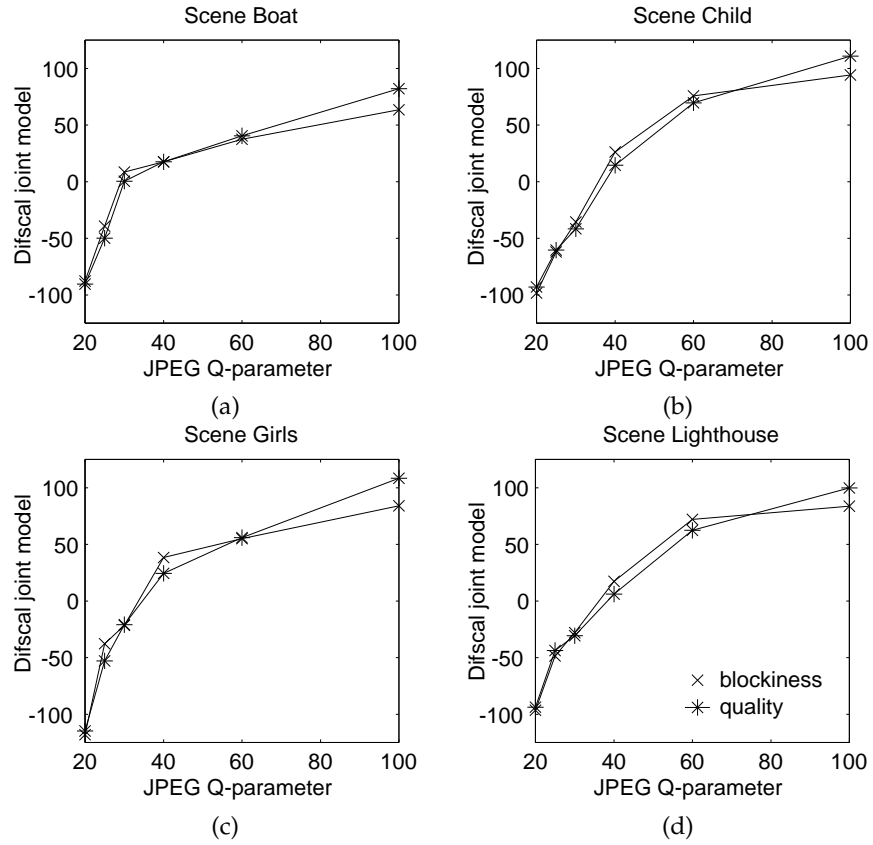 Scene Boat
Difscal joint model
100
50
0
-50
-100
20 40 60 80 100
JPEG Q-parameter
(a)
Scene Child
Difscal joint model
100
50
0
-50
-100
20 40 60 80 100
JPEG Q-parameter
(b)
Scene Girls
Difscal joint model
100
50
0
-50
-100
20 40 60 80 100
JPEG Q-parameter
(c)
Scene Lighthouse
Difscal joint model
100
50
0
-50
-100
blockiness
quality
20 40 60 80 100
JPEG Q-parameter
(d)